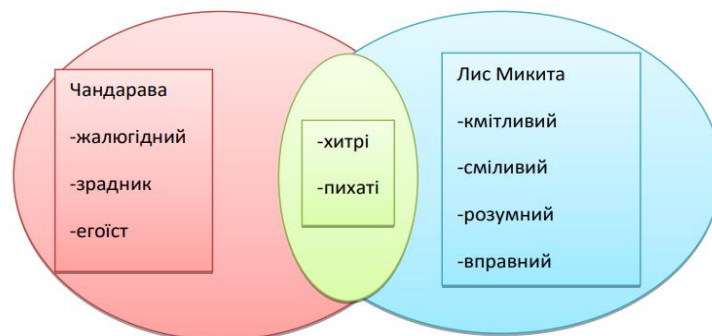 Чандарава
-жалюгідний
-зрадник
-егоїст
-хитрі
-пихаті
Лис Микита
-кмітливий
-сміливий
-розумний
-вправний